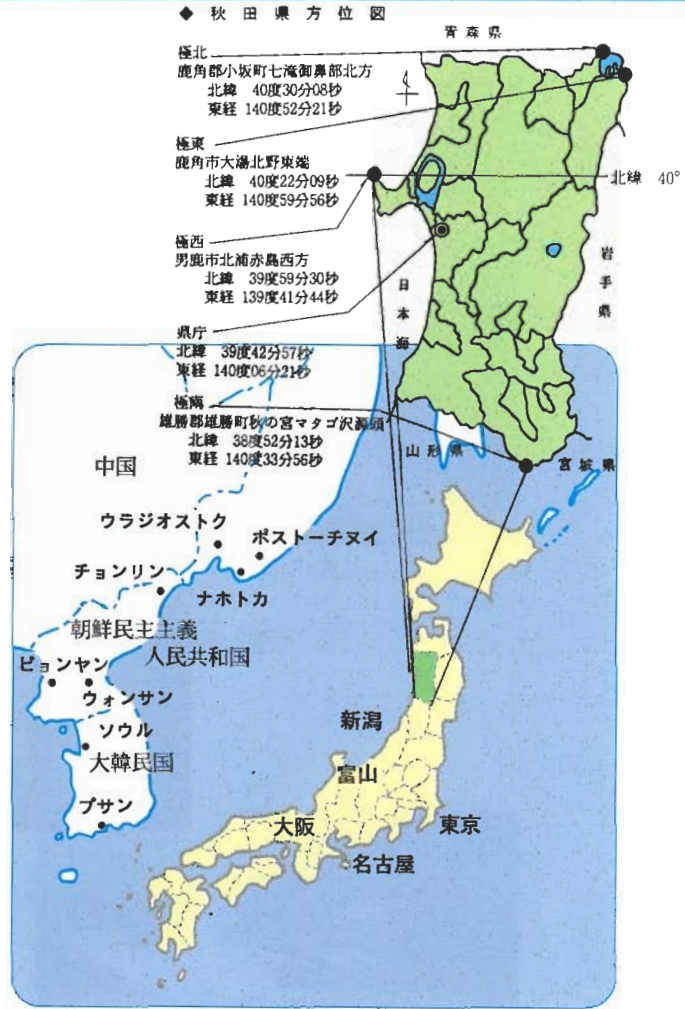 ◆ 秋田県方位図
青森県
極北
鹿角郡小坂町七滝御鼻部北方
北緯 40度30分08秒
東経 140度52分21秒
極東
鹿角市大湯北野東端
北緯 40度22分09秒
東経 140度59分56秒
北緯 40°
極西
男鹿市北浦赤島西方
北緯 39度59分30秒
東経 139度41分44秒
日本海
岩手県
県庁
北緯 39度42分57秒
東経 140度06分21秒
極南
雄勝郡雄勝町秋の宮マタゴ沢源頭
北緯 38度52分13秒
東経 140度33分56秒
山形県
宮城県
中国
ウラジオストク
ボストーチヌイ
チョンリン
ナホトカ
朝鮮民主主義
人民共和国
ピョンヤン
ウォンサン
ソウル
大韓民国
プサン
新潟
富山
大阪
東京
名古屋